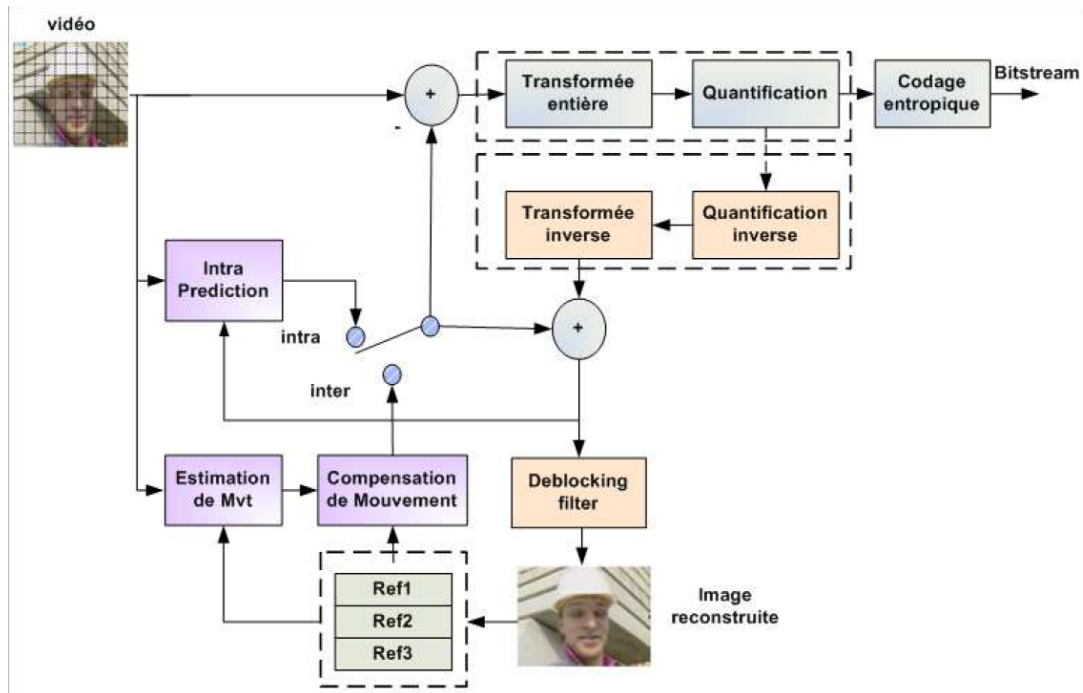 vidéo
Transformée
entière
Quantification
Codage
entropique
Bitstream
+
-
Transformée
inverse
Quantification
inverse
Intra
Prediction
intra
+
inter
Estimation
de Mvt
Compensation
de Mouvement
Deblocking
filter
Ref1
Ref2
Ref3
Image
reconstruite